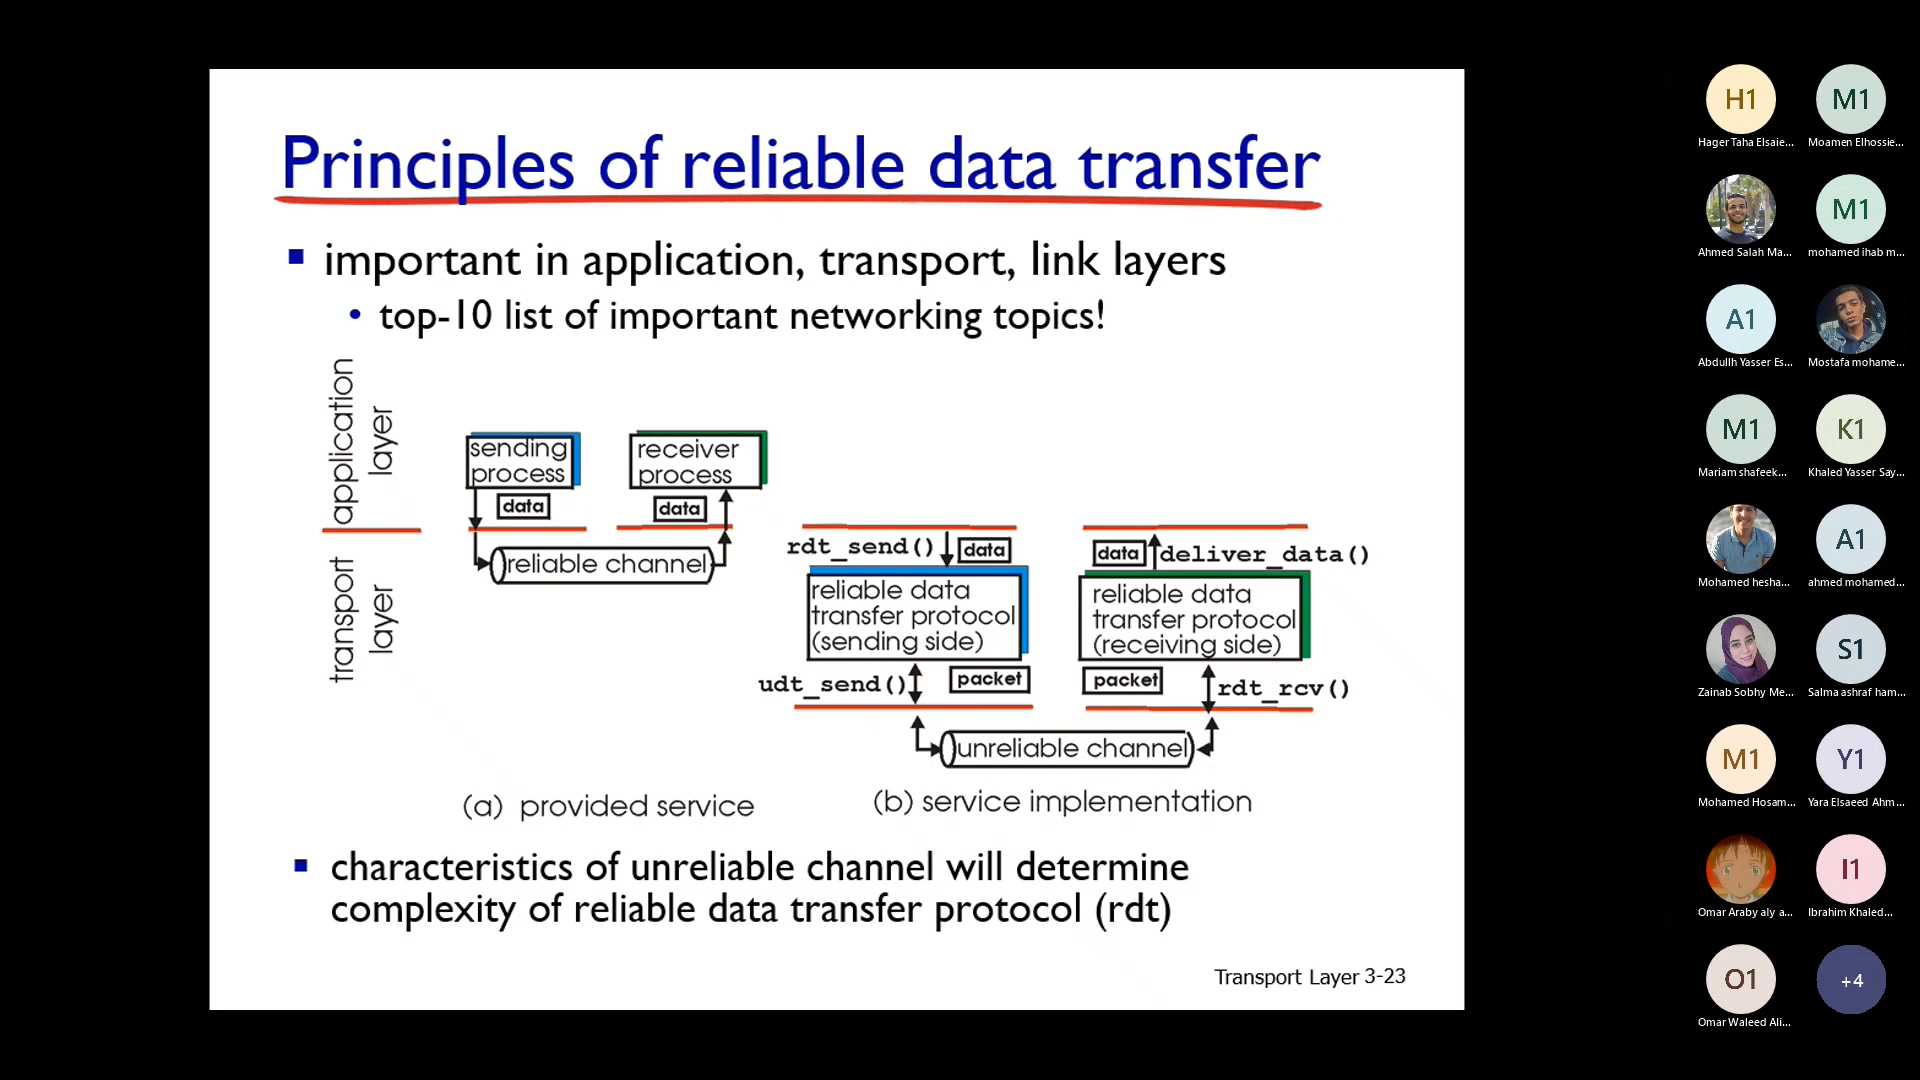 Principles of reliable data transfer
important in application, transport, link layers
• top-10 list of important networking topics!
application
layer
transport
layer
sending
process
data
receiver
process
data
reliable channel
rdt_send()
data
reliable data
transfer protocol
(sending side)
udt_send()
packet
data
deliver_data()
reliable data
transfer protocol
(receiving side)
packet
rdt_rcv()
unreliable channel
(a) provided service
(b) service implementation
characteristics of unreliable channel will determine
complexity of reliable data transfer protocol (rdt)
Transport Layer 3-23
H1
Hager Taha Elsaie...
M1
Moamen Elhossie...
Ahmed Salah Ma...
M1
mohamed ihab m...
A1
Abdullh Yasser Es...
Mostafa mohame...
M1
Mariam shafeek...
K1
Khaled Yasser Say...
Mohamed hesha...
A1
ahmed mohamed...
Zainab Sobhy Me...
S1
Salma ashraf ham...
M1
Mohamed Hosam...
Y1
Yara Elsaeed Ahm...
Omar Araby aly a...
I1
Ibrahim Khaled...
O1
Omar Waleed Ali...
+4